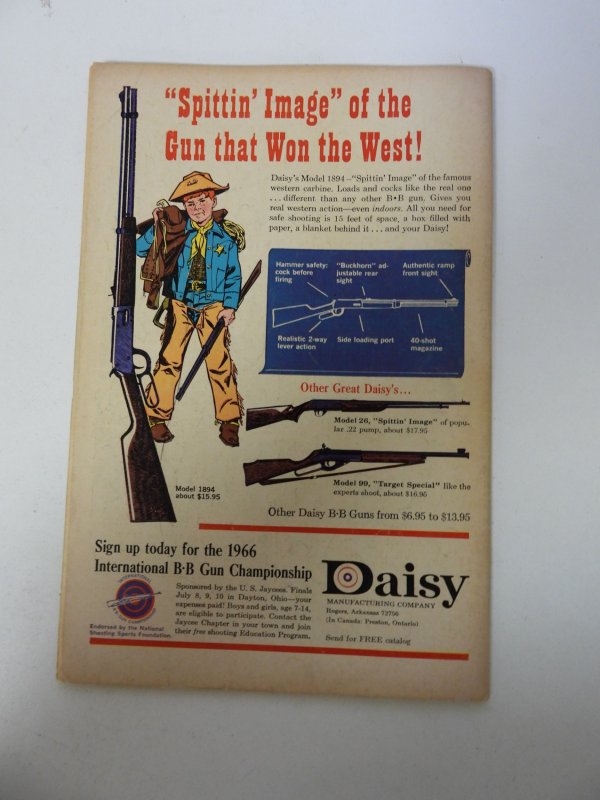 "Spittin' Image" of the
Gun that Won the West!
Daisy's Model 1894—"Spittin' Image" of the famous
western carbine. Loads and cocks like the real one
... different than any other B•B gun. Gives you
real western action—even indoors. All you need for
safe shooting is 15 feet of space, a box filled with
paper, a blanket behind it . . . and your Daisy!
Hammer safety:
cock before
firing
"Buckhorn" ad-
justable rear
sight
Authentic ramp
front sight
Realistic 2-way
lever action
Side loading port
40-shot
magazine
Other Great Daisy's...
Model 26, "Spittin' Image" of popu-
lar .22 pump, about $17.95
Model 99, "Target Special" like the
experts shoot, about $16.95
Model 1894
about $15.95
Other Daisy B•B Guns from $6.95 to $13.95
Sign up today for the 1966
International B•B Gun Championship
INTERNATIONAL
Endorsed by the National
Shooting Sports Foundation.
Sponsored by the U. S. Jaycees. Finals
July 8, 9, 10 in Dayton, Ohio—your
expenses paid! Boys and girls, age 7-14,
are eligible to participate. Contact the
Jaycee Chapter in your town and join
their free shooting Education Program.
Daisy
MANUFACTURING COMPANY
Rogers, Arkansas 72756
(In Canada: Preston, Ontario)
Send for FREE catalog